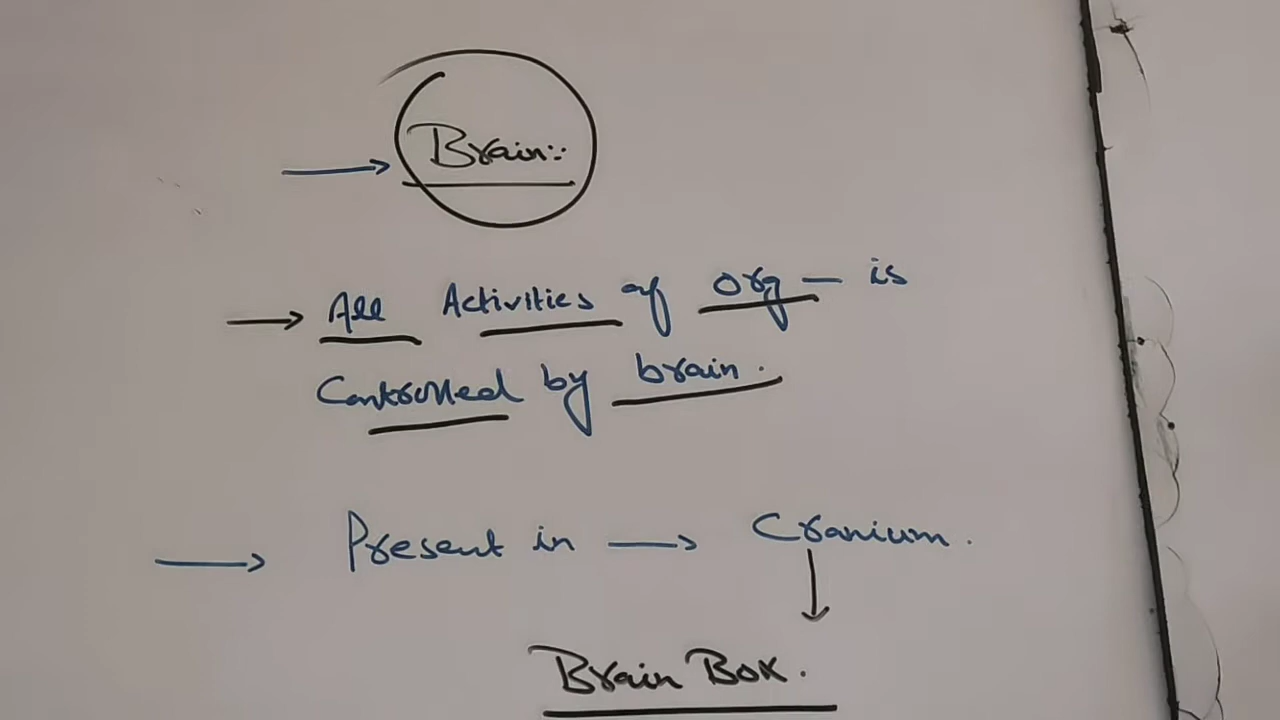 → Brain::
→ All Activities of Org — is
Controlled by brain.
→ Present in → Cranium.
↓
Brain Box.